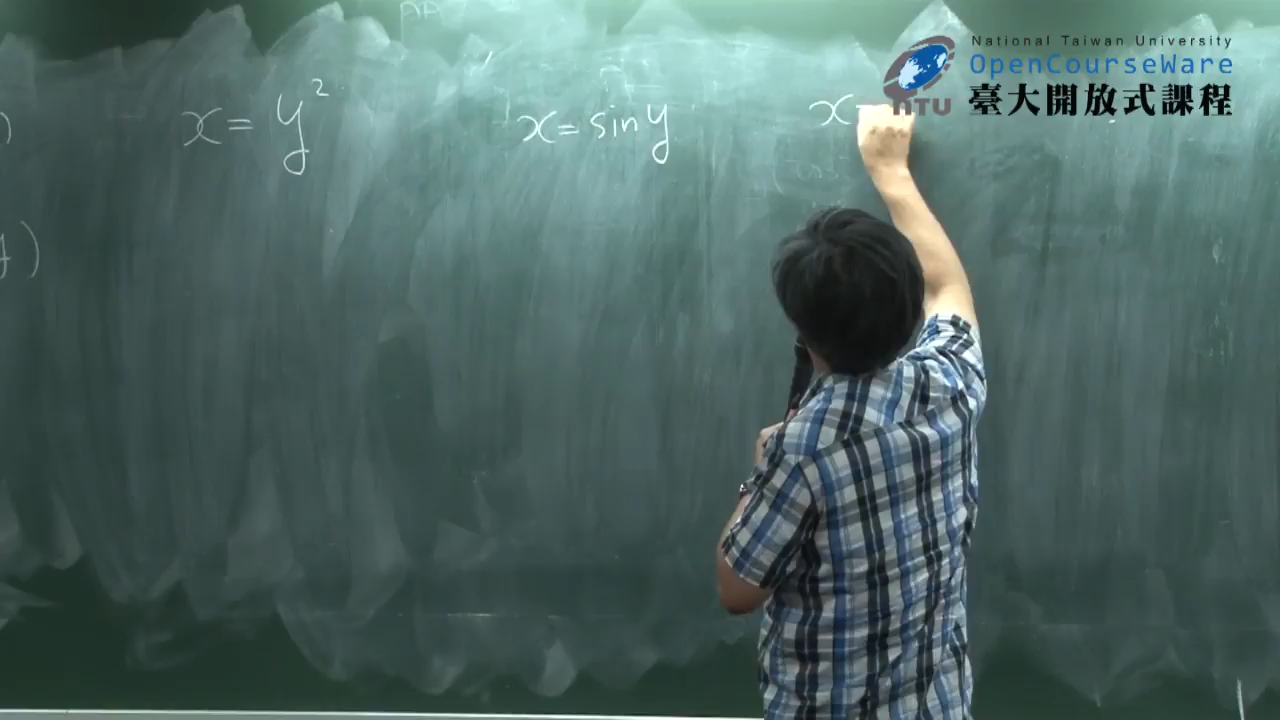 National Taiwan University
OpenCourseWare
臺大開放式課程
NTU
x = y²
x = sin y
x =
)
y)